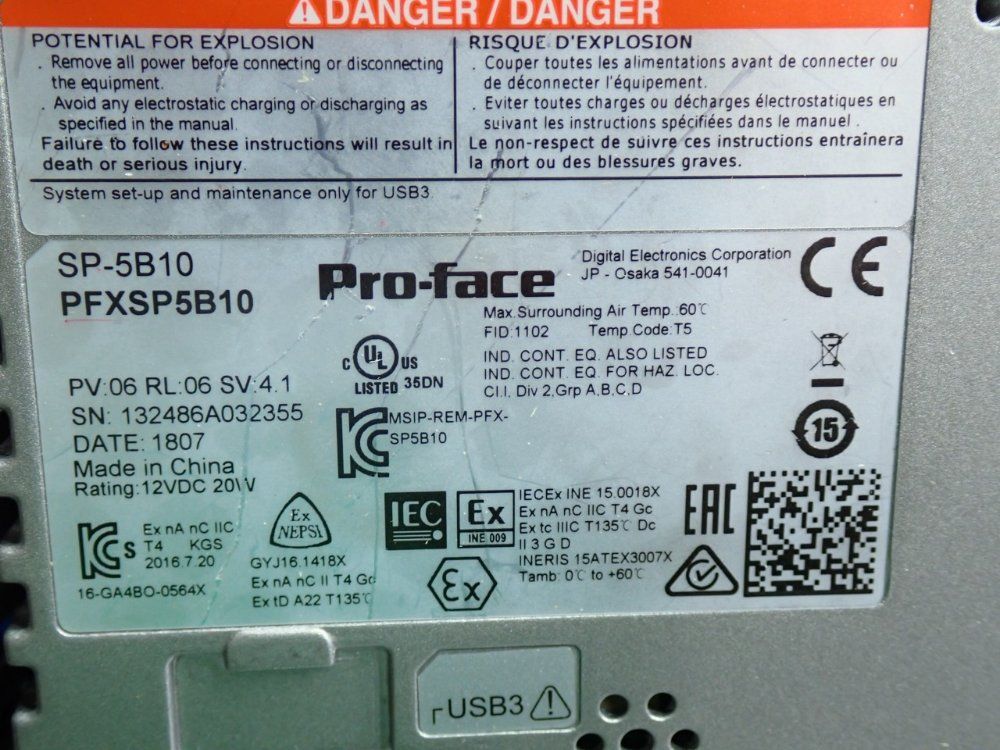 ⚠DANGER / DANGER
POTENTIAL FOR EXPLOSION
. Remove all power before connecting or disconnecting
the equipment.
. Avoid any electrostatic charging or discharging as
specified in the manual.
Failure to follow these instructions will result in
death or serious injury.
RISQUE D'EXPLOSION
. Couper toutes les alimentations avant de connecter ou
de déconnecter l'équipement.
. Eviter toutes charges ou décharges électrostatiques en
suivant les instructions spécifiées dans le manuel .
Le non-respect de suivre ces instructions entraînera
la mort ou des blessures graves.
System set-up and maintenance only for USB3
SP-5B10
PFXSP5B10
Pro-face
Digital Electronics Corporation
JP - Osaka 541-0041
CE
Max.Surrounding Air Temp.:60℃
FID:1102 Temp.Code:T5
IND. CONT. EQ. ALSO LISTED
IND. CONT. EQ. FOR HAZ. LOC.
Cl.I, Div 2,Grp A,B,C,D
C UL US
LISTED 35DN
PV:06 RL:06 SV:4.1
SN: 132486A032355
DATE: 1807
Made in China
Rating:12VDC 20W
KC
MSIP-REM-PFX-
SP5B10
15
KCs
Ex nA nC IIC
T4 KGS
2016.7.20
16-GA4BO-0564X
Ex
NEPSI
GYJ16.1418X
Ex nA nC II T4 Gc
Ex tD A22 T135℃
IEC
Ex
INE 009
IECEx INE 15.0018X
Ex nA nC IIC T4 Gc
Ex tc IIIC T135℃ Dc
II 3 G D
INERIS 15ATEX3007X
Tamb: 0℃ to +60℃
Ex
EAC
USB3